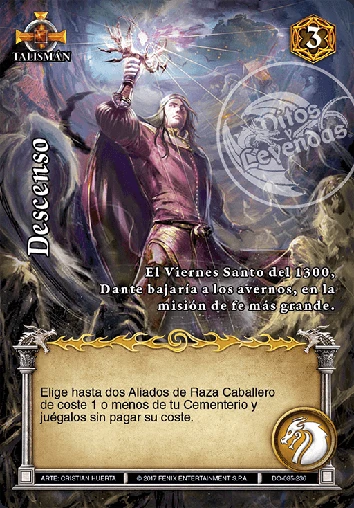 TALISMÁN
3
Mitos
y
Leyendas
Descenso
El Viernes Santo del 1300,
Dante bajaría a los avernos, en la
misión de fe más grande.
Elige hasta dos Aliados de Raza Caballero
de coste 1 o menos de tu Cementerio y
juégalos sin pagar su coste.
ARTE: CRISTIAN HUERTA
© 2017 FENIX ENTERTAINMENT S.P.A.